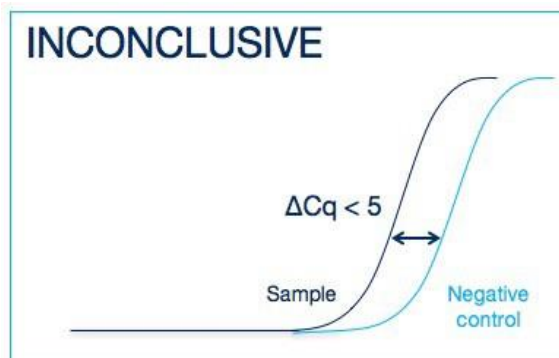 INCONCLUSIVE
ΔCq < 5
Sample
Negative
control